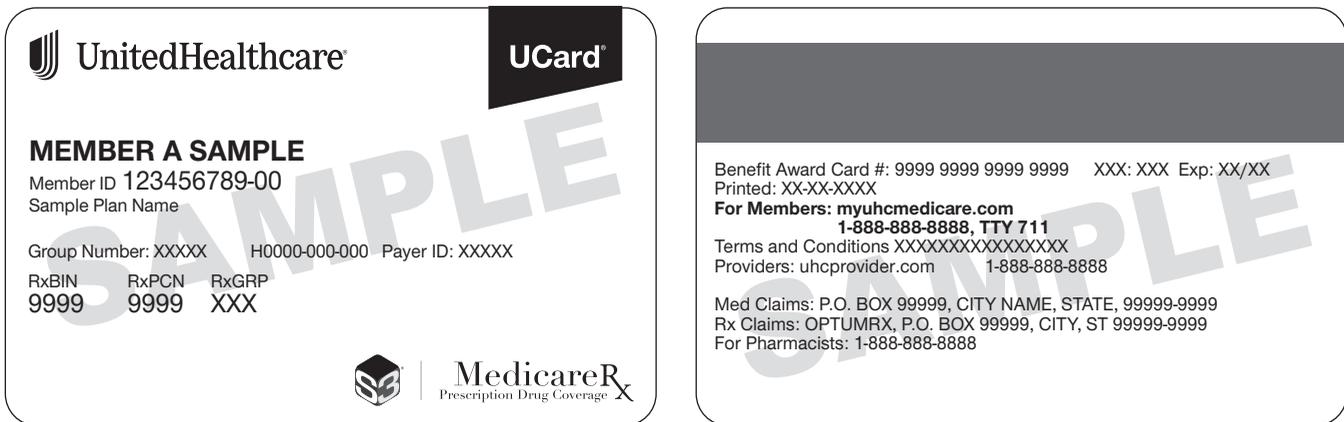 UnitedHealthcare®
UCard®
MEMBER A SAMPLE
Member ID 123456789-00
Sample Plan Name
Group Number: XXXXX H0000-000-000 Payer ID: XXXXX
RxBIN RxPCN RxGRP
9999 9999 XXX
SAMPLE
S3
MedicareRx
Prescription Drug Coverage
Benefit Award Card #: 9999 9999 9999 9999 XXX: XXX Exp: XX/XX
Printed: XX-XX-XXXX
For Members: myuhcmedicare.com
1-888-888-8888, TTY 711
Terms and Conditions XXXXXXXXXXXXXXXX
Providers: uhcprovider.com 1-888-888-8888
Med Claims: P.O. BOX 99999, CITY NAME, STATE, 99999-9999
Rx Claims: OPTUMRX, P.O. BOX 99999, CITY, ST 99999-9999
For Pharmacists: 1-888-888-8888
SAMPLE